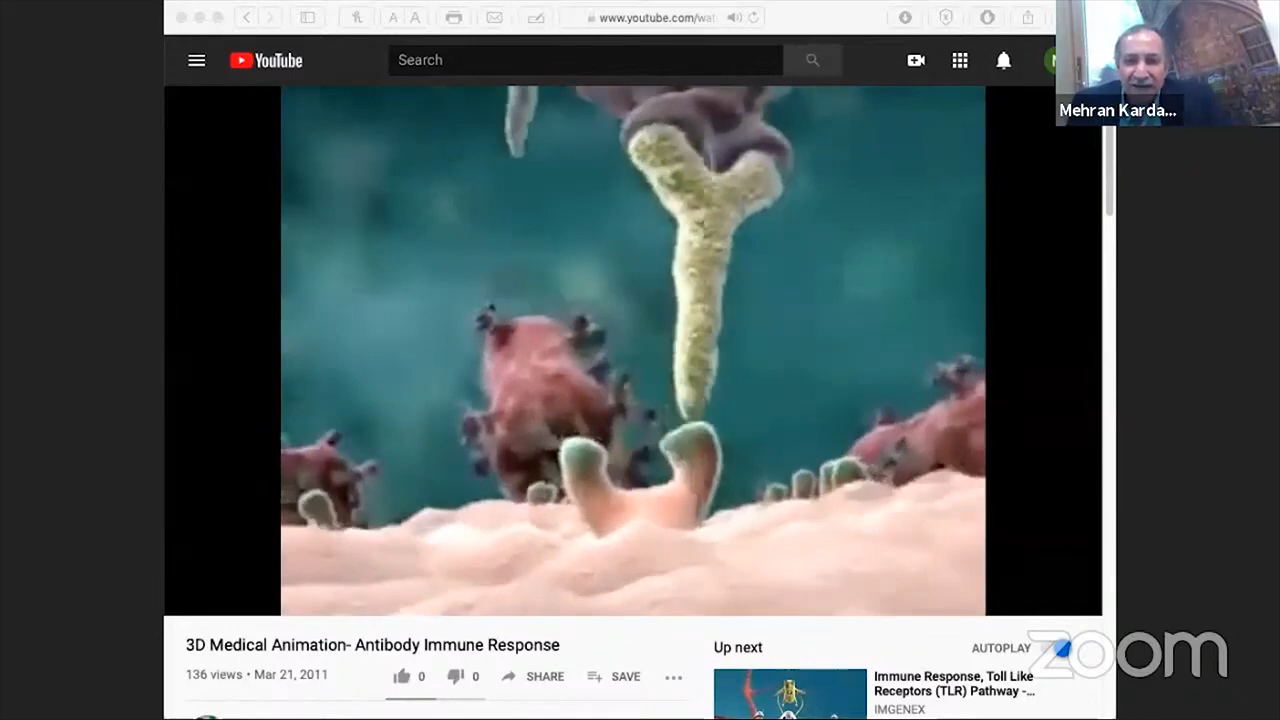 A A
www.youtube.com/wat
YouTube
Search
Mehran Karda...
3D Medical Animation- Antibody Immune Response
136 views • Mar 21, 2011
0
0
SHARE
SAVE
Up next
AUTOPLAY
Immune Response, Toll Like
Receptors (TLR) Pathway -...
IMGENEX
zoom